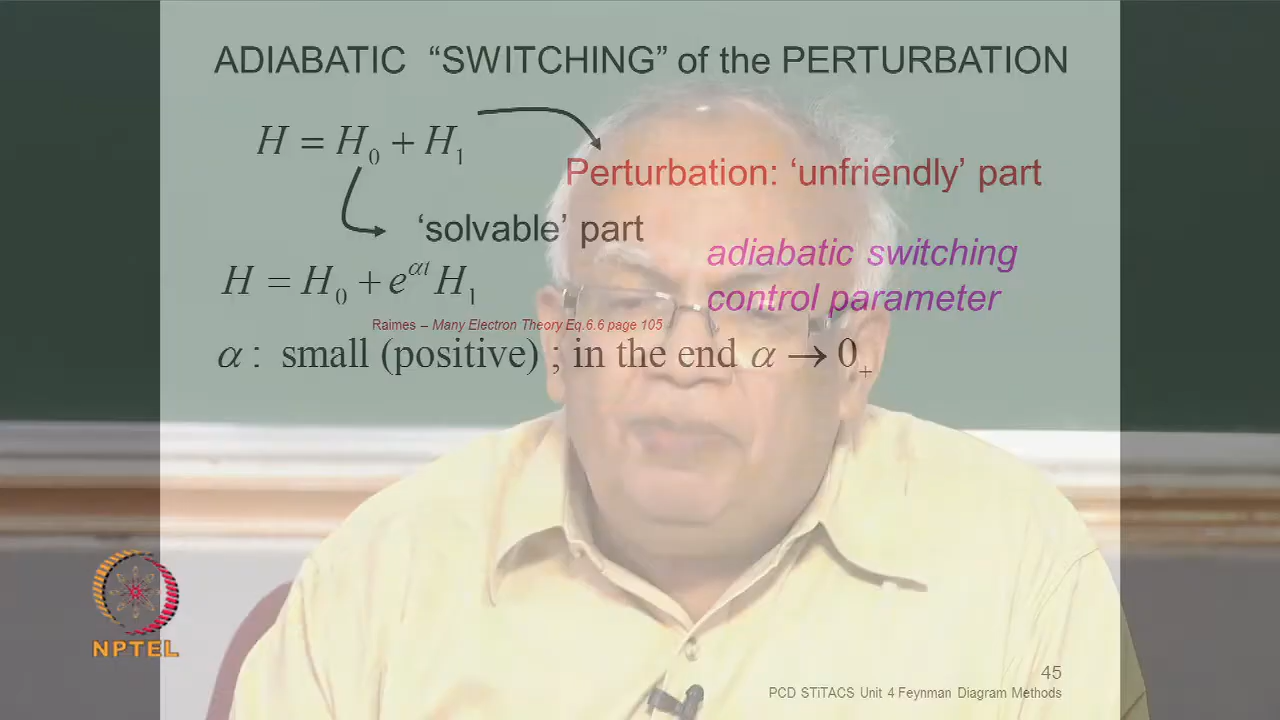 ADIABATIC “SWITCHING” of the PERTURBATION
H = H₀ + H₁
Perturbation: ‘unfriendly’ part
‘solvable’ part
adiabatic switching
H = H₀ + e^{αt} H₁
control parameter
Raimes – Many Electron Theory Eq.6.6 page 105
α : small (positive) ; in the end α → 0₊
NPTEL
45
PCD STiTACS Unit 4 Feynman Diagram Methods